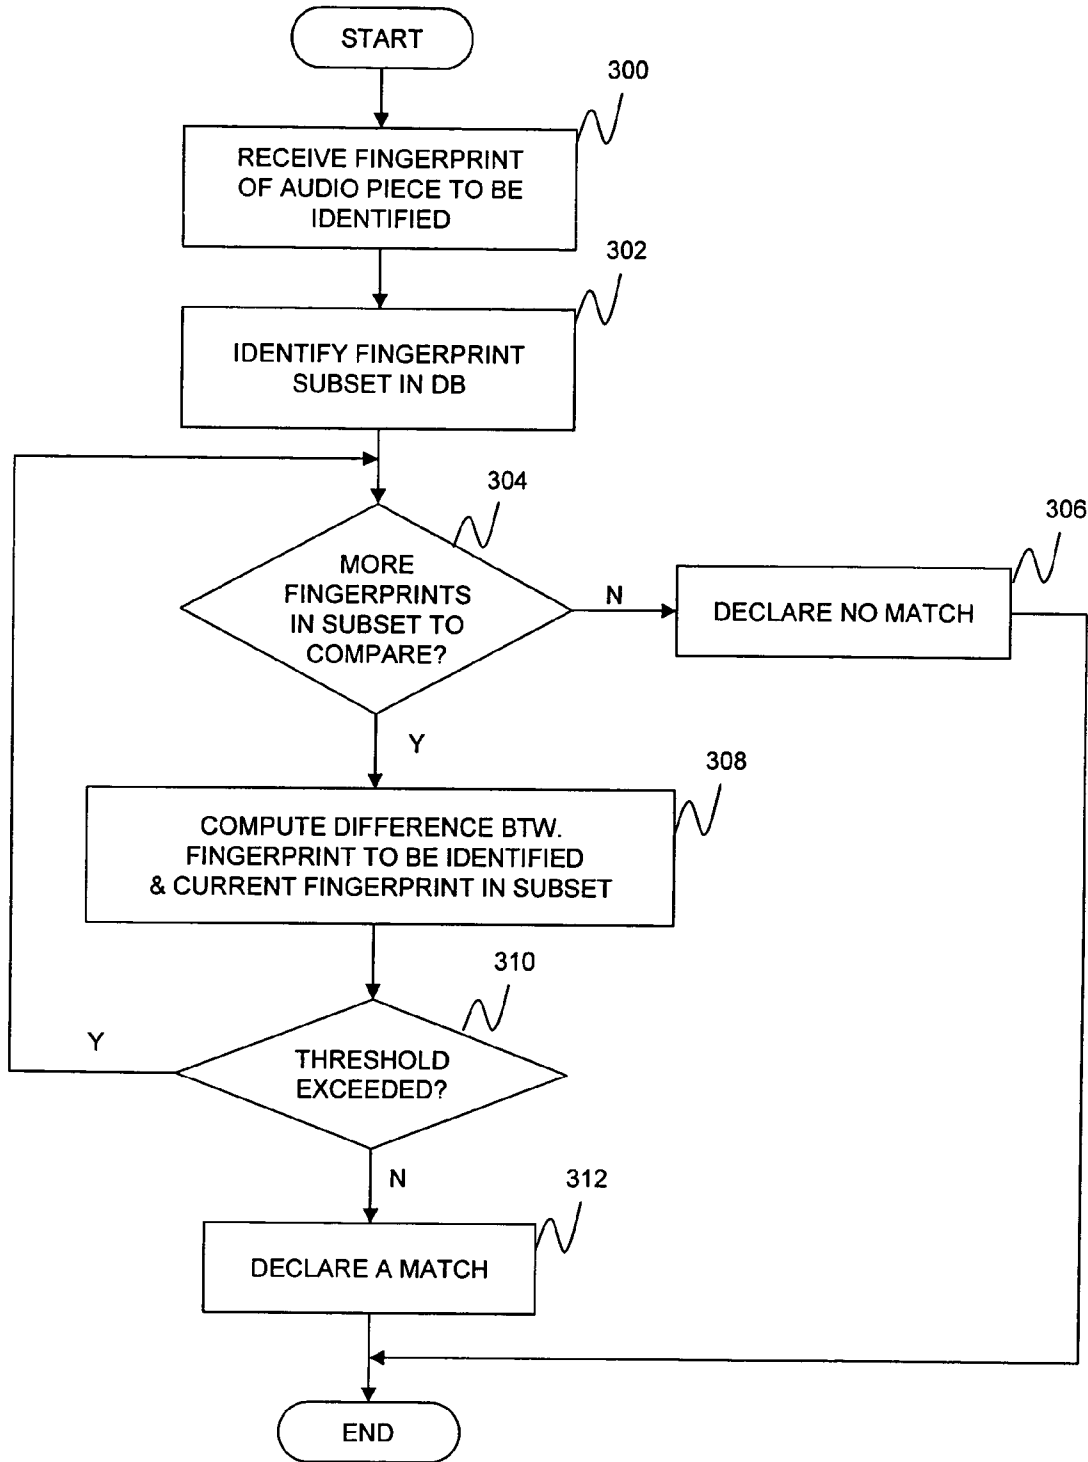 START
300
RECEIVE FINGERPRINT
OF AUDIO PIECE TO BE
IDENTIFIED
302
IDENTIFY FINGERPRINT
SUBSET IN DB
304
MORE
FINGERPRINTS
IN SUBSET TO
COMPARE?
N
306
DECLARE NO MATCH
Y
308
COMPUTE DIFFERENCE BTW.
FINGERPRINT TO BE IDENTIFIED
& CURRENT FINGERPRINT IN SUBSET
310
Y
THRESHOLD
EXCEEDED?
N
312
DECLARE A MATCH
END